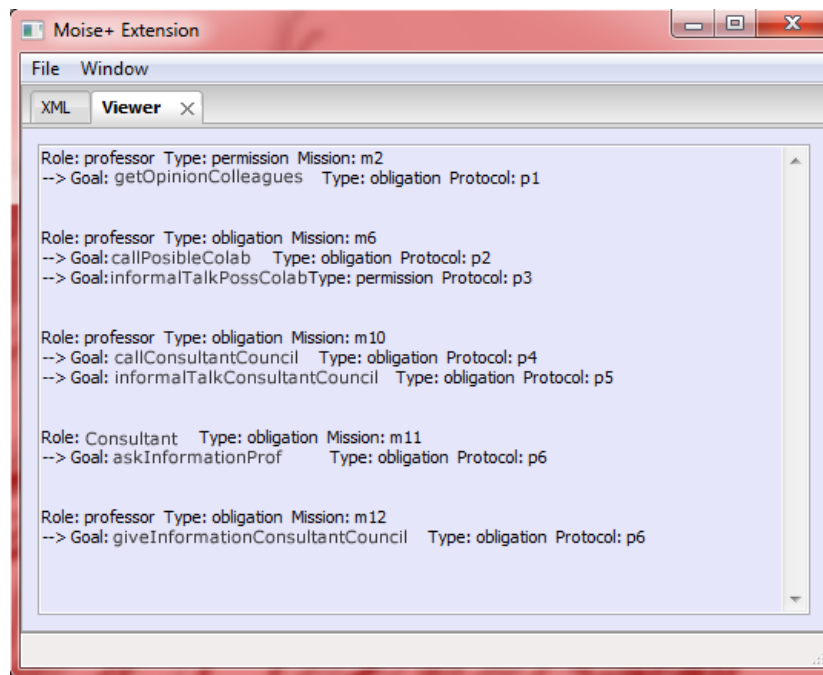 Moise+ Extension
File Window
XML Viewer
Role: professor Type: permission Mission: m2
--> Goal: getOpinionColleagues Type: obligation Protocol: p1
Role: professor Type: obligation Mission: m6
--> Goal: callPosibleColab Type: obligation Protocol: p2
--> Goal:informalTalkPossColabType: permission Protocol: p3
Role: professor Type: obligation Mission: m10
--> Goal: callConsultantCouncil Type: obligation Protocol: p4
--> Goal: informalTalkConsultantCouncil Type: obligation Protocol: p5
Role: Consultant Type: obligation Mission: m11
--> Goal: askInformationProf Type: obligation Protocol: p6
Role: professor Type: obligation Mission: m12
--> Goal: giveInformationConsultantCouncil Type: obligation Protocol: p6